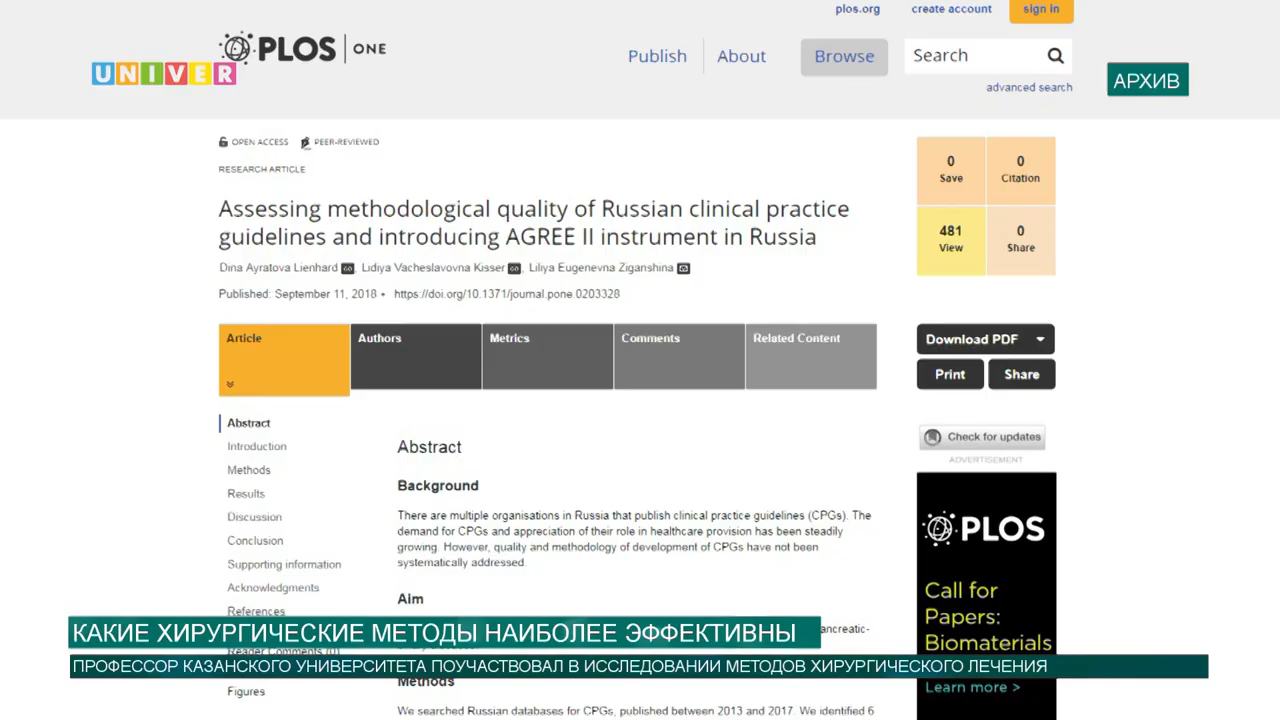 plos.org create account sign in
PLOS ONE
UNIVER
Publish About Browse Search
advanced search
АРХИВ
OPEN ACCESS PEER-REVIEWED
RESEARCH ARTICLE
Assessing methodological quality of Russian clinical practice
guidelines and introducing AGREE II instrument in Russia
Dina Ayratova Lienhard, Lidiya Vacheslavovna Kisser, Liliya Eugenevna Ziganshina
Published: September 11, 2018 • https://doi.org/10.1371/journal.pone.0203328
0 Save
0 Citation
481 View
0 Share
Article Authors Metrics Comments Related Content
Download PDF
Print Share
Check for updates
ADVERTISEMENT
Abstract
Introduction
Methods
Results
Discussion
Conclusion
Supporting information
Acknowledgments
References
Reader Comments (0)
Figures
Abstract
Background
There are multiple organisations in Russia that publish clinical practice guidelines (CPGs). The
demand for CPGs and appreciation of their role in healthcare provision has been steadily
growing. However, quality and methodology of development of CPGs have not been
systematically addressed.
Aim
ancreatic-
Methods
We searched Russian databases for CPGs, published between 2013 and 2017. We identified 6
PLOS
Call for
Papers:
Biomaterials
Learn more >
КАКИЕ ХИРУРГИЧЕСКИЕ МЕТОДЫ НАИБОЛЕЕ ЭФФЕКТИВНЫ
ПРОФЕССОР КАЗАНСКОГО УНИВЕРСИТЕТА ПОУЧАСТВОВАЛ В ИССЛЕДОВАНИИ МЕТОДОВ ХИРУРГИЧЕСКОГО ЛЕЧЕНИЯ